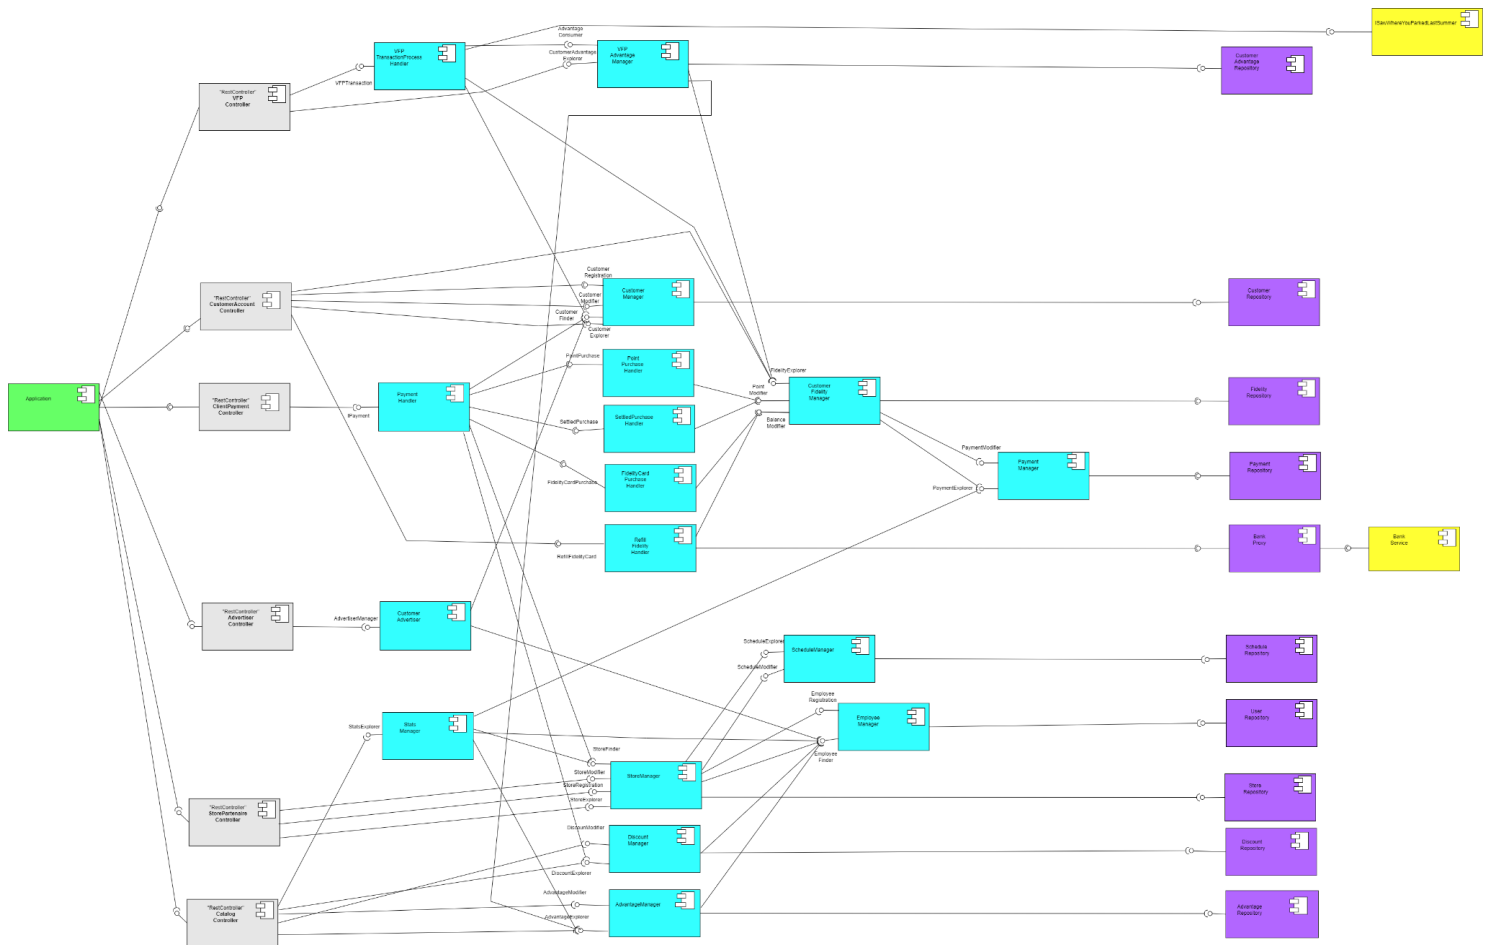 ISawWhereYouParkedLastSummer
Advantage
Consumer
VFP
TransactionProcess
Handler
CustomerAdvantage
Explorer
VFP
Advantage
Manager
Customer
Advantage
Repository
VFPTransaction
"RestController"
VFP
Controller
Customer
Registration
"RestController"
CustomerAccount
Controller
Customer
Modifier
Customer
Manager
Customer
Repository
Customer
Finder
Customer
Explorer
PointPurchase
Point
Purchase
Handler
FidelityExplorer
Application
"RestController"
ClientPayment
Controller
IPayment
Payment
Handler
Point
Modifier
Customer
Fidelity
Manager
Fidelity
Repository
SettledPurchase
SettledPurchase
Handler
Balance
Modifier
PaymentModifier
Payment
Manager
Payment
Repository
FidelityCardPurchase
FidelityCard
Purchase
Handler
PaymentExplorer
RefillFidelityCard
Refill
Fidelity
Handler
Bank
Proxy
Bank
Service
"RestController"
Advertiser
Controller
AdvertiserManager
Customer
Advertiser
ScheduleExplorer
ScheduleManager
ScheduleModifier
Schedule
Repository
Employee
Registration
Employee
Manager
User
Repository
StatsExplorer
Stats
Manager
Employee
Finder
StoreFinder
StoreModifier
StoreRegistration
StoreExplorer
StoreManager
Store
Repository
"RestController"
StorePartenaire
Controller
DiscountModifier
Discount
Manager
Discount
Repository
DiscountExplorer
AdvantageModifier
AdvantageManager
AdvantageExplorer
Advantage
Repository
"RestController"
Catalog
Controller